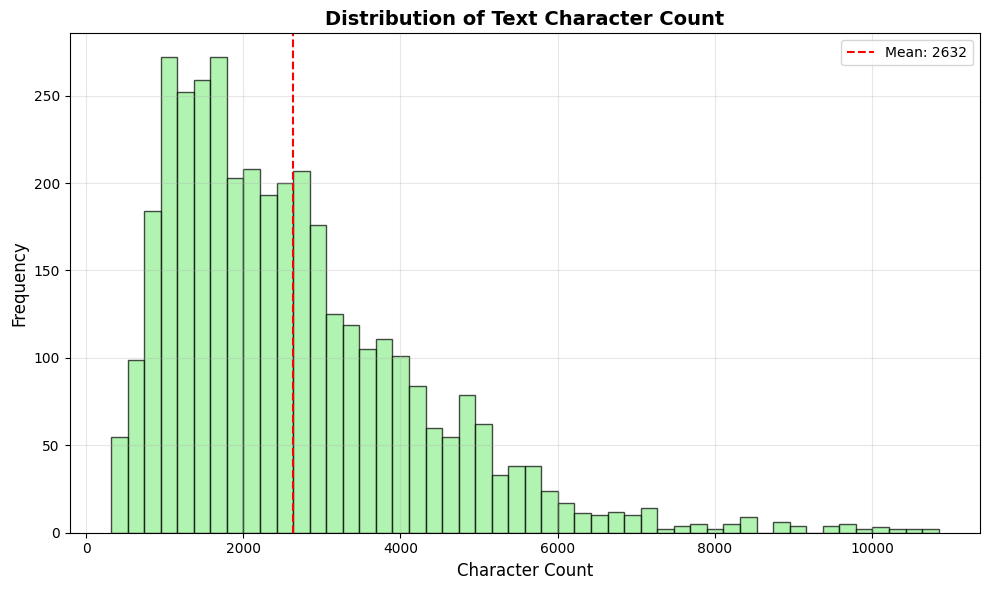 Distribution of Text Character Count
Mean: 2632
Frequency
250
200
150
100
50
0
0 2000 4000 6000 8000 10000
Character Count